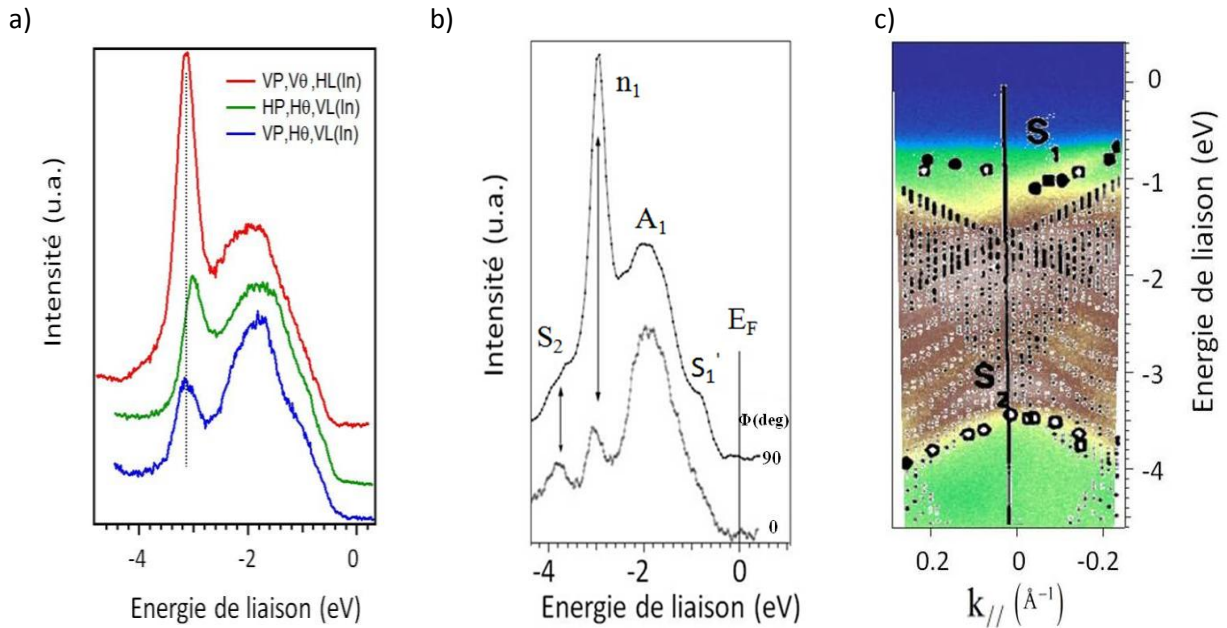 a)
VP,Vθ,HL(In)
HP,Hθ,VL(In)
VP,Hθ,VL(In)
Intensité (u.a.)
-4
-2
0
Energie de liaison (eV)
b)
n1
A1
S2
EF
S1'
Φ(deg)
90
0
Intensité (u.a.)
-4
-2
0
Energie de liaison (eV)
c)
S1
S2
0
-1
-2
-3
-4
Energie de liaison (eV)
0.2
0
-0.2
k// (Å⁻¹)